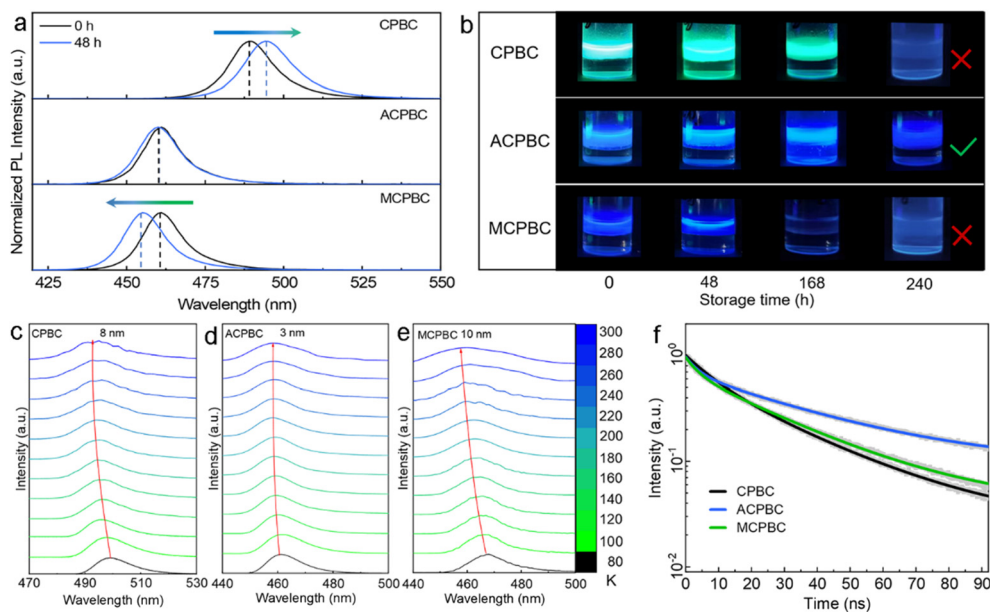 a
0 h
48 h
CPBC
ACPBC
MCPBC
Normalized PL Intensity (a.u.)
425 450 475 500 525 550
Wavelength (nm)
b
CPBC
ACPBC
MCPBC
0 48 168 240
Storage time (h)
c
CPBC 8 nm
Intensity (a.u.)
470 490 510 530
Wavelength (nm)
d
ACPBC 3 nm
Intensity (a.u.)
440 460 480 500
Wavelength (nm)
e
MCPBC 10 nm
Intensity (a.u.)
440 460 480 500
Wavelength (nm)
300
280
260
240
220
200
180
160
140
120
100
80
K
f
Intensity (a.u.)
10⁰
10⁻¹
10⁻²
CPBC
ACPBC
MCPBC
0 10 20 30 40 50 60 70 80 90
Time (ns)